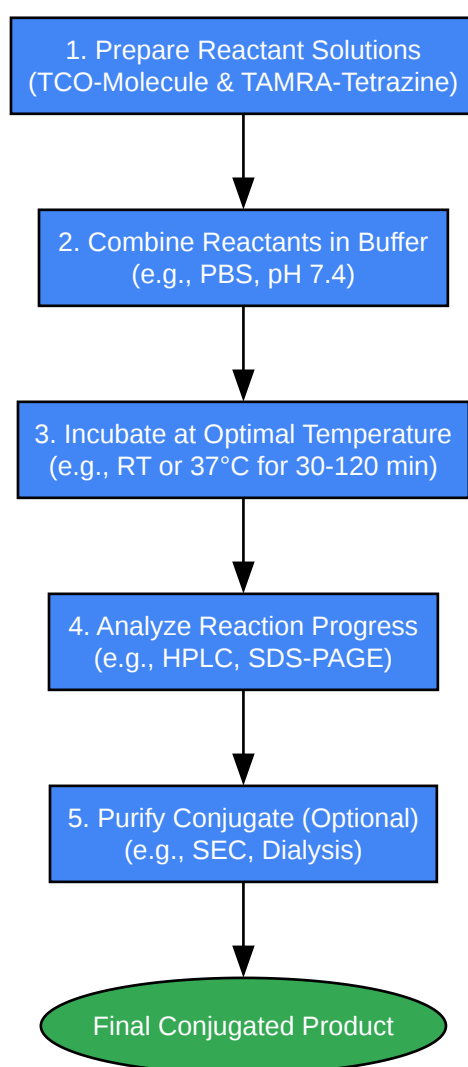 1. Prepare Reactant Solutions
(TCO-Molecule & TAMRA-Tetrazine)
2. Combine Reactants in Buffer
(e.g., PBS, pH 7.4)
3. Incubate at Optimal Temperature
(e.g., RT or 37°C for 30-120 min)
4. Analyze Reaction Progress
(e.g., HPLC, SDS-PAGE)
5. Purify Conjugate (Optional)
(e.g., SEC, Dialysis)
Final Conjugated Product